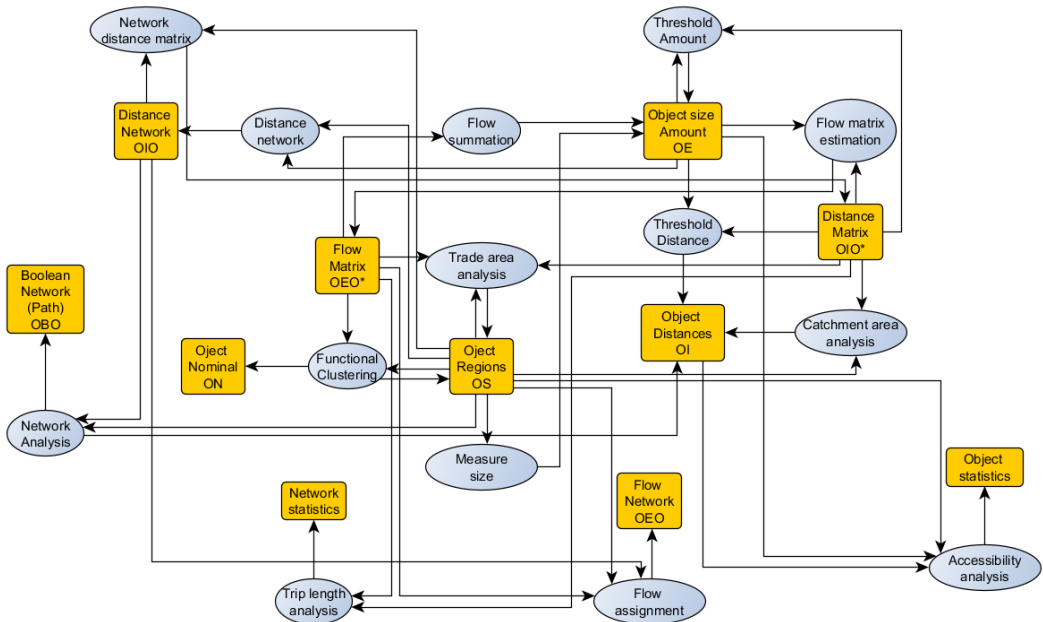 Network
distance matrix
Threshold
Amount
Distance
Network
OIO
Distance
network
Flow
summation
Object size
Amount
OE
Flow matrix
estimation
Flow
Matrix
OEO*
Trade area
analysis
Threshold
Distance
Distance
Matrix
OIO*
Boolean
Network
(Path)
OBO
Oject
Nominal
ON
Functional
Clustering
Oject
Regions
OS
Object
Distances
OI
Catchment area
analysis
Network
Analysis
Measure
size
Network
statistics
Flow
Network
OEO
Object
statistics
Trip length
analysis
Flow
assignment
Accessibility
analysis